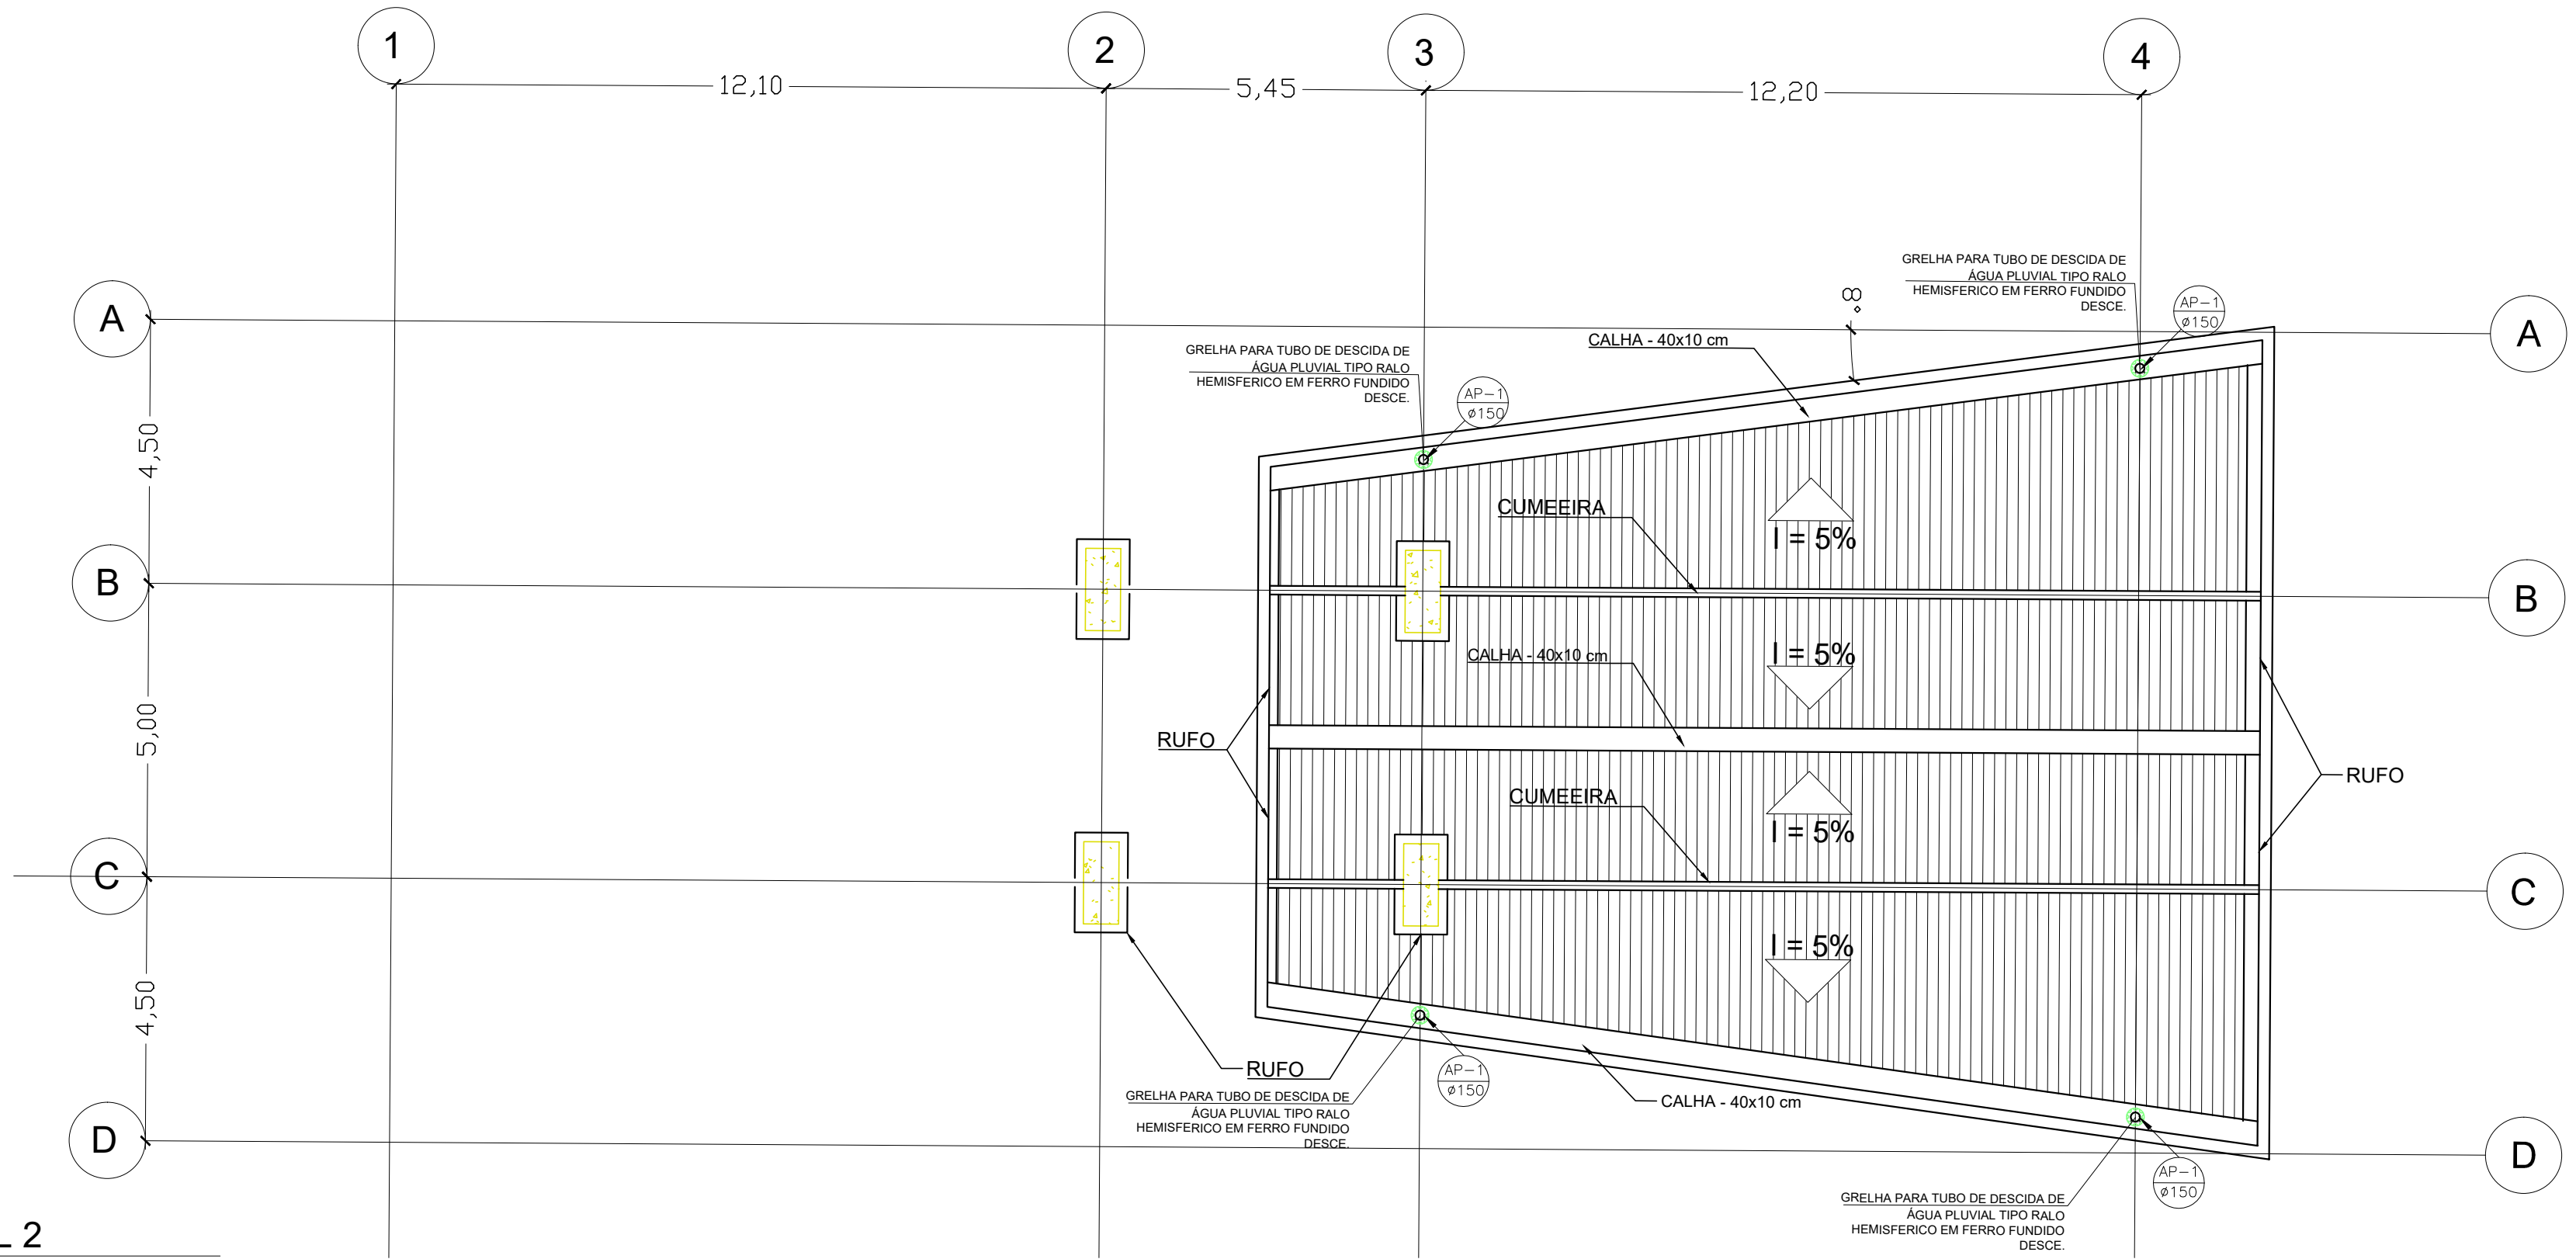 1
2
3
4
12,10
5,45
12,20
GRELHA PARA TUBO DE DESCIDA DE
ÁGUA PLUVIAL TIPO RALO
HEMISFERICO EM FERRO FUNDIDO
DESCE.
AP-1
ø150
8°
A
A
CALHA - 40x10 cm
GRELHA PARA TUBO DE DESCIDA DE
ÁGUA PLUVIAL TIPO RALO
HEMISFERICO EM FERRO FUNDIDO
DESCE.
AP-1
ø150
4,50
CUMEEIRA
I = 5%
B
B
CALHA - 40x10 cm
I = 5%
5,00
RUFO
RUFO
CUMEEIRA
I = 5%
C
C
I = 5%
4,50
RUFO
AP-1
ø150
GRELHA PARA TUBO DE DESCIDA DE
ÁGUA PLUVIAL TIPO RALO
HEMISFERICO EM FERRO FUNDIDO
DESCE.
CALHA - 40x10 cm
D
D
AP-1
ø150
GRELHA PARA TUBO DE DESCIDA DE
ÁGUA PLUVIAL TIPO RALO
HEMISFERICO EM FERRO FUNDIDO
DESCE.
L 2